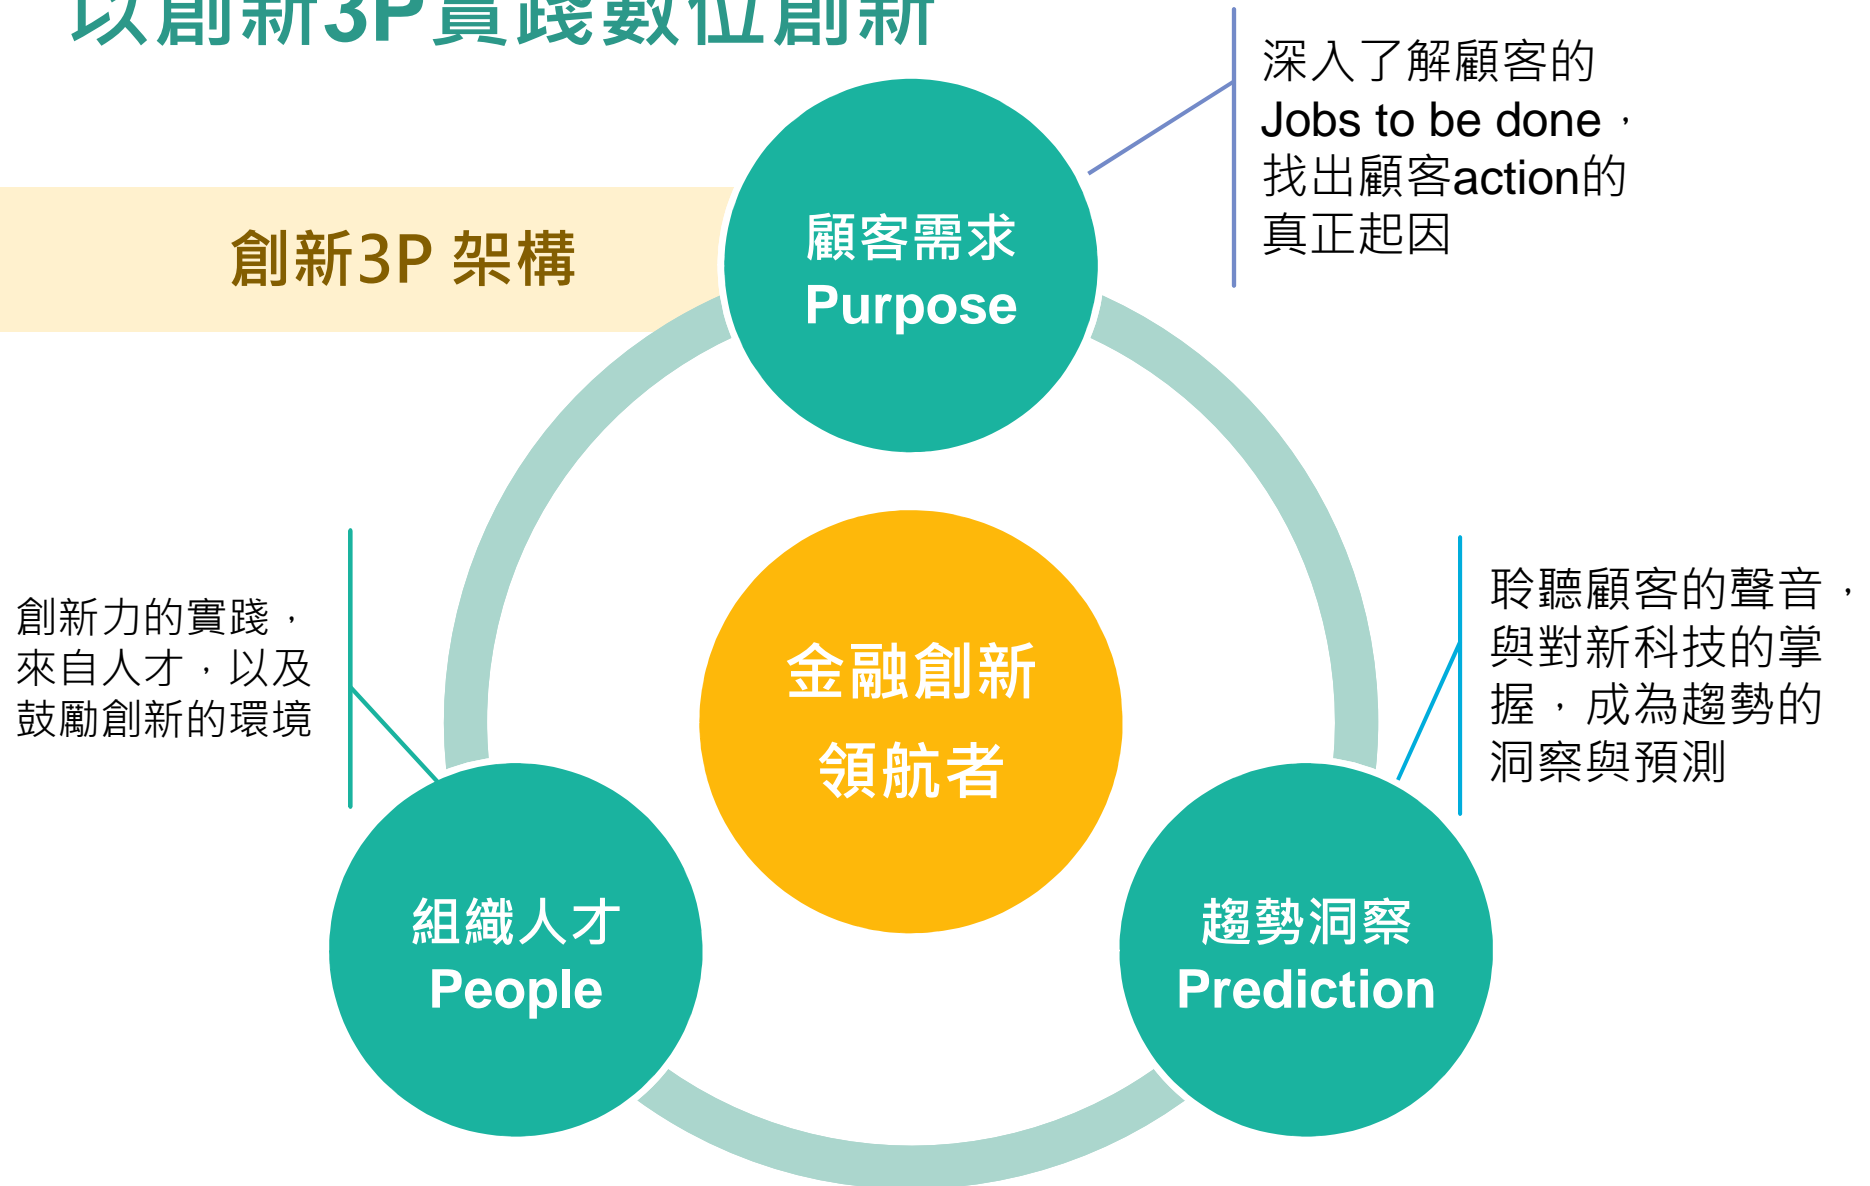 以創新3P實踐數位創新
深入了解顧客的
Jobs to be done，
找出顧客action的
真正起因
創新3P 架構
顧客需求
Purpose
創新力的實踐，
來自人才，以及
鼓勵創新的環境
金融創新
領航者
聆聽顧客的聲音，
與對新科技的掌
握，成為趨勢的
洞察與預測
組織人才
People
趨勢洞察
Prediction